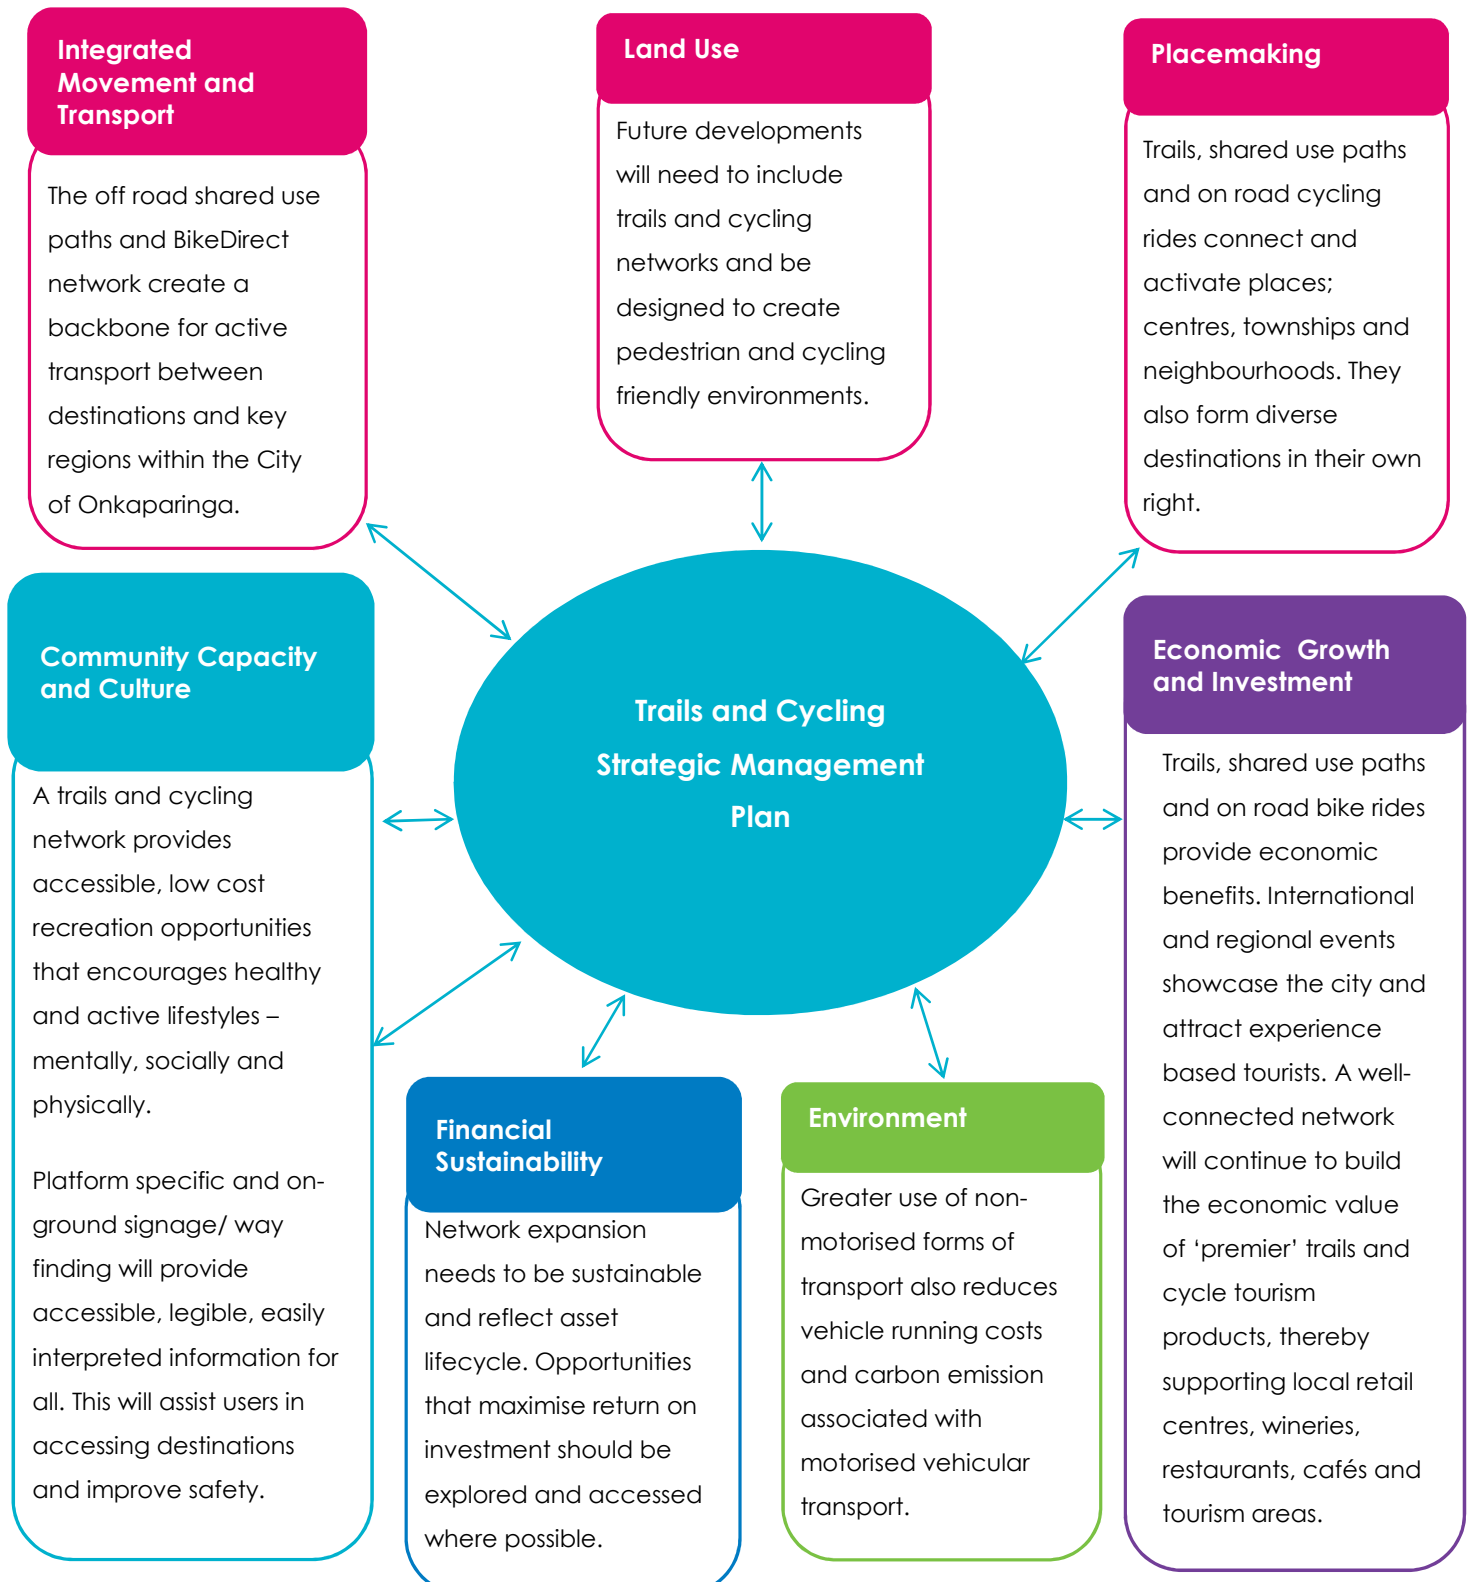 Integrated
Movement and
Transport
The off road shared use
paths and BikeDirect
network create a
backbone for active
transport between
destinations and key
regions within the City
of Onkaparinga.
Land Use
Future developments
will need to include
trails and cycling
networks and be
designed to create
pedestrian and cycling
friendly environments.
Placemaking
Trails, shared use paths
and on road cycling
rides connect and
activate places;
centres, townships and
neighbourhoods. They
also form diverse
destinations in their own
right.
Trails and Cycling
Strategic Management
Plan
Community Capacity
and Culture
A trails and cycling
network provides
accessible, low cost
recreation opportunities
that encourages healthy
and active lifestyles –
mentally, socially and
physically.
Platform specific and on-
ground signage/ way
finding will provide
accessible, legible, easily
interpreted information for
all. This will assist users in
accessing destinations
and improve safety.
Financial
Sustainability
Network expansion
needs to be sustainable
and reflect asset
lifecycle. Opportunities
that maximise return on
investment should be
explored and accessed
where possible.
Environment
Greater use of non-
motorised forms of
transport also reduces
vehicle running costs
and carbon emission
associated with
motorised vehicular
transport.
Economic  Growth
and Investment
Trails, shared use paths
and on road bike rides
provide economic
benefits. International
and regional events
showcase the city and
attract experience
based tourists. A well-
connected network
will continue to build
the economic value
of ‘premier’ trails and
cycle tourism
products, thereby
supporting local retail
centres, wineries,
restaurants, cafés and
tourism areas.